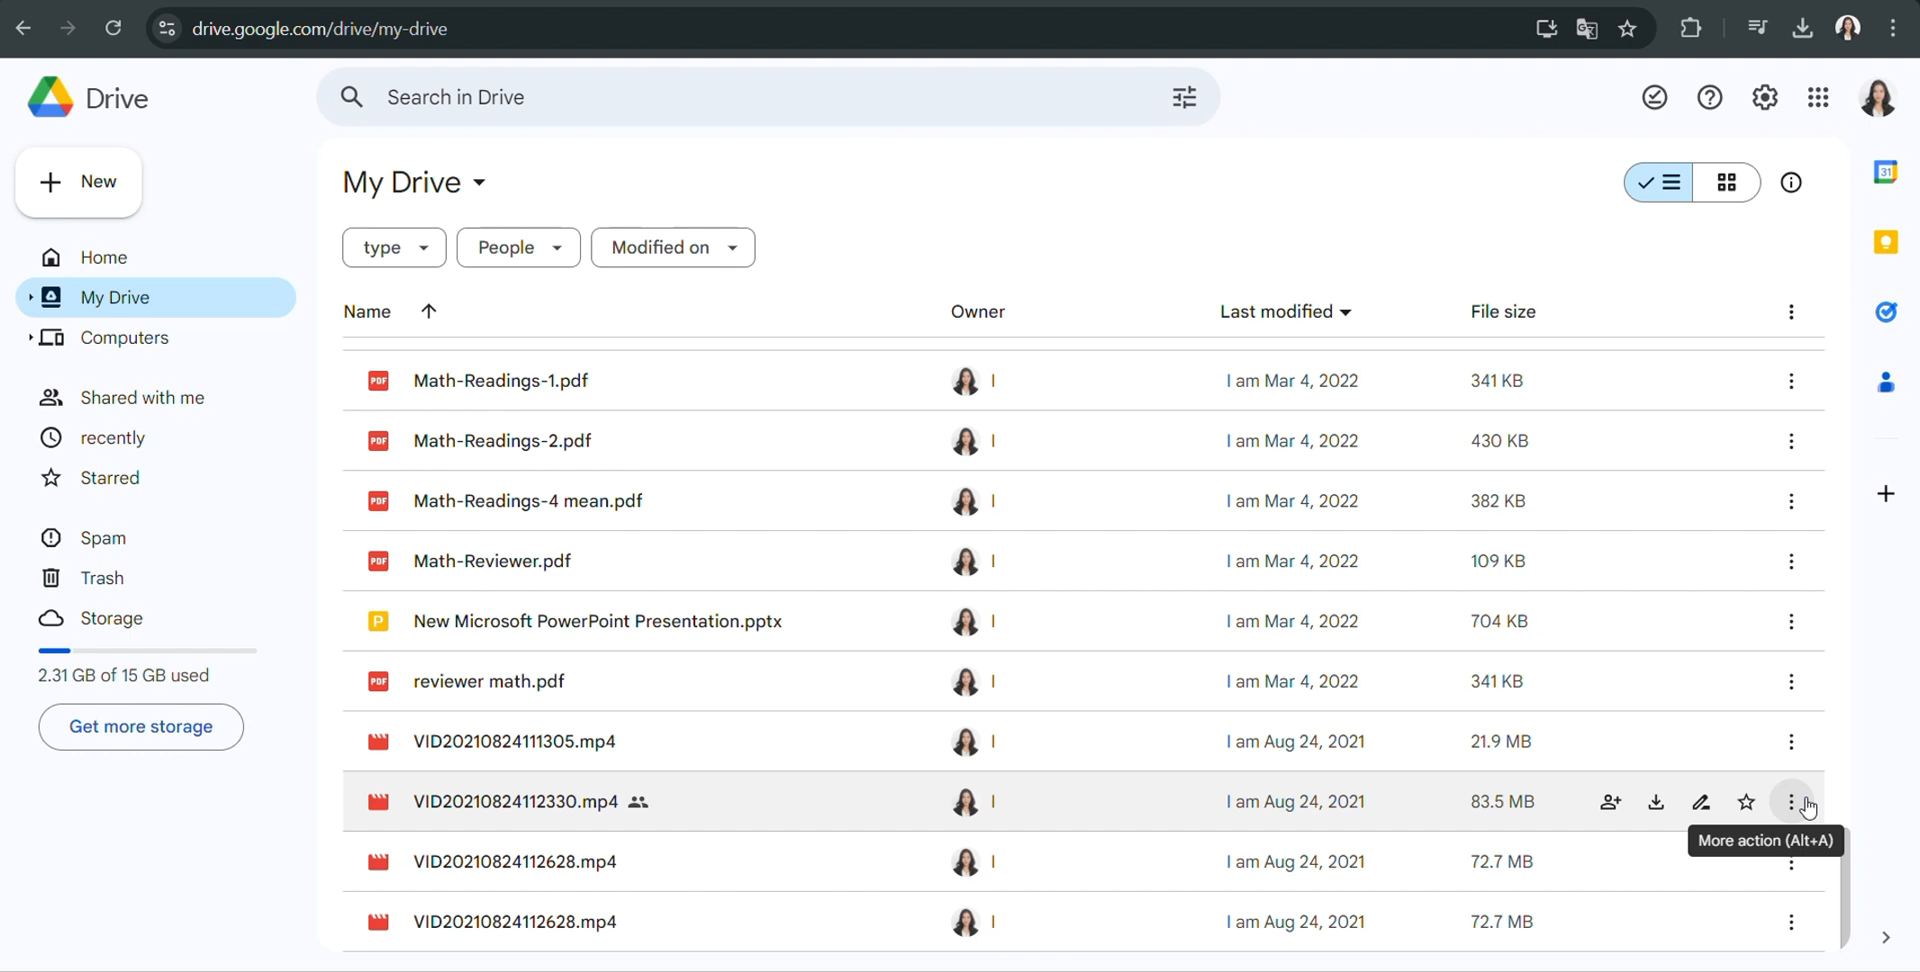 drive.google.com/drive/my-drive
Drive
Search in Drive
New
My Drive
Home
My Drive
Computers
Shared with me
recently
Starred
Spam
Trash
Storage
2.31 GB of 15 GB used
Get more storage
type People Modified on
Name Owner Last modified File size
PDF Math-Readings-1.pdf I I am Mar 4, 2022 341 KB
PDF Math-Readings-2.pdf I I am Mar 4, 2022 430 KB
PDF Math-Readings-4 mean.pdf I I am Mar 4, 2022 382 KB
PDF Math-Reviewer.pdf I I am Mar 4, 2022 109 KB
P New Microsoft PowerPoint Presentation.pptx I I am Mar 4, 2022 704 KB
PDF reviewer math.pdf I I am Mar 4, 2022 341 KB
VID20210824111305.mp4 I I am Aug 24, 2021 21.9 MB
VID20210824112330.mp4 I I am Aug 24, 2021 83.5 MB
More action (Alt+A)
VID20210824112628.mp4 I I am Aug 24, 2021 72.7 MB
VID20210824112628.mp4 I I am Aug 24, 2021 72.7 MB
31